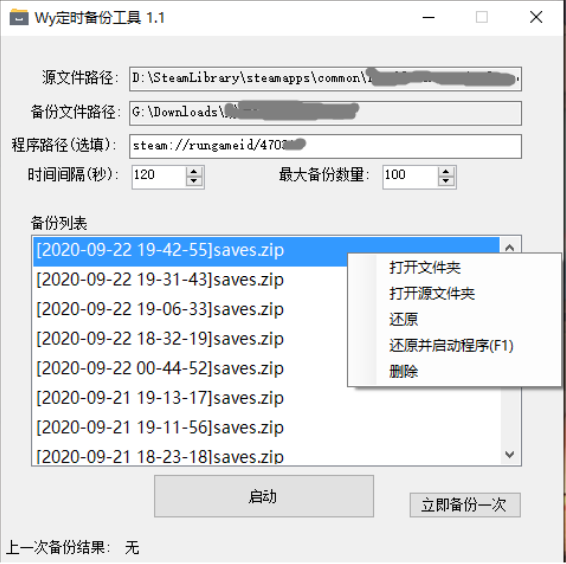 Wy定时备份工具 1.1
源文件路径: D:\SteamLibrary\steamapps\common\
备份文件路径: G:\Downloads\
程序路径(选填): steam://rungameid/4703
时间间隔(秒): 120 最大备份数量: 100
备份列表
[2020-09-22 19-42-55]saves.zip
[2020-09-22 19-31-43]saves.zip
[2020-09-22 19-06-33]saves.zip
[2020-09-22 18-32-19]saves.zip
[2020-09-22 00-44-52]saves.zip
[2020-09-21 19-13-17]saves.zip
[2020-09-21 19-11-56]saves.zip
[2020-09-21 18-23-18]saves.zip
打开文件夹
打开源文件夹
还原
还原并启动程序(F1)
删除
启动
立即备份一次
上一次备份结果: 无